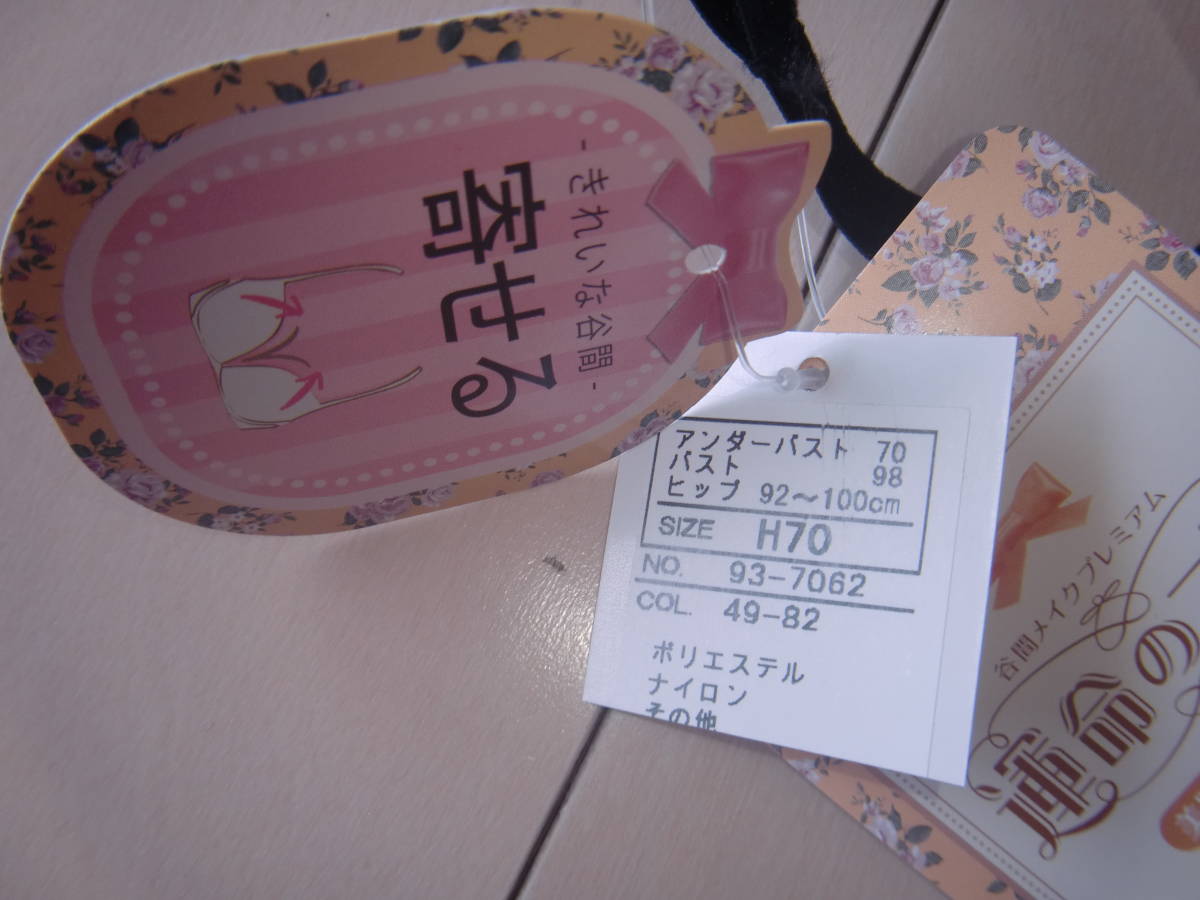 - きれいな谷間 -
寄せる
アンダーバスト 70
バスト 98
ヒップ 92～100cm
SIZE H70
NO. 93-7062
COL. 49-82
ポリエステル
ナイロン
その他
谷間メイクプレミアム
運命の